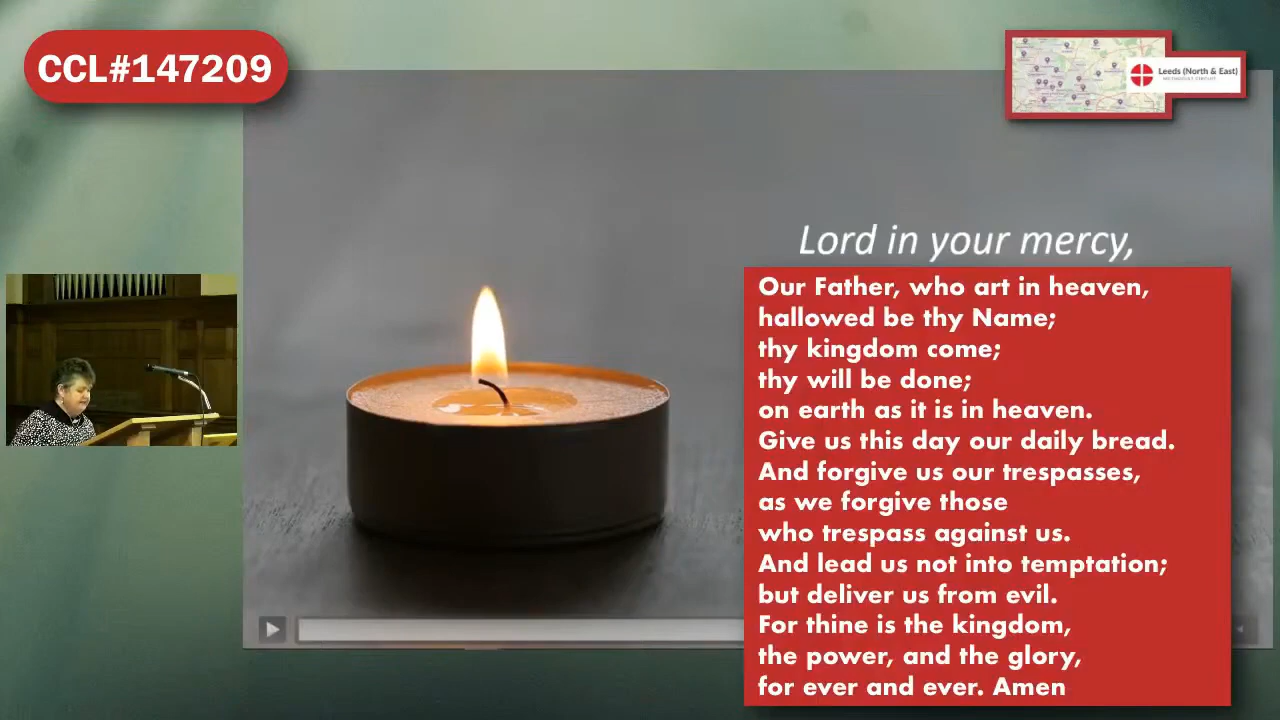 CCL#147209
Leeds (North & East)
METHODIST CIRCUIT
Lord in your mercy,
Our Father, who art in heaven,
hallowed be thy Name;
thy kingdom come;
thy will be done;
on earth as it is in heaven.
Give us this day our daily bread.
And forgive us our trespasses,
as we forgive those
who trespass against us.
And lead us not into temptation;
but deliver us from evil.
For thine is the kingdom,
the power, and the glory,
for ever and ever. Amen